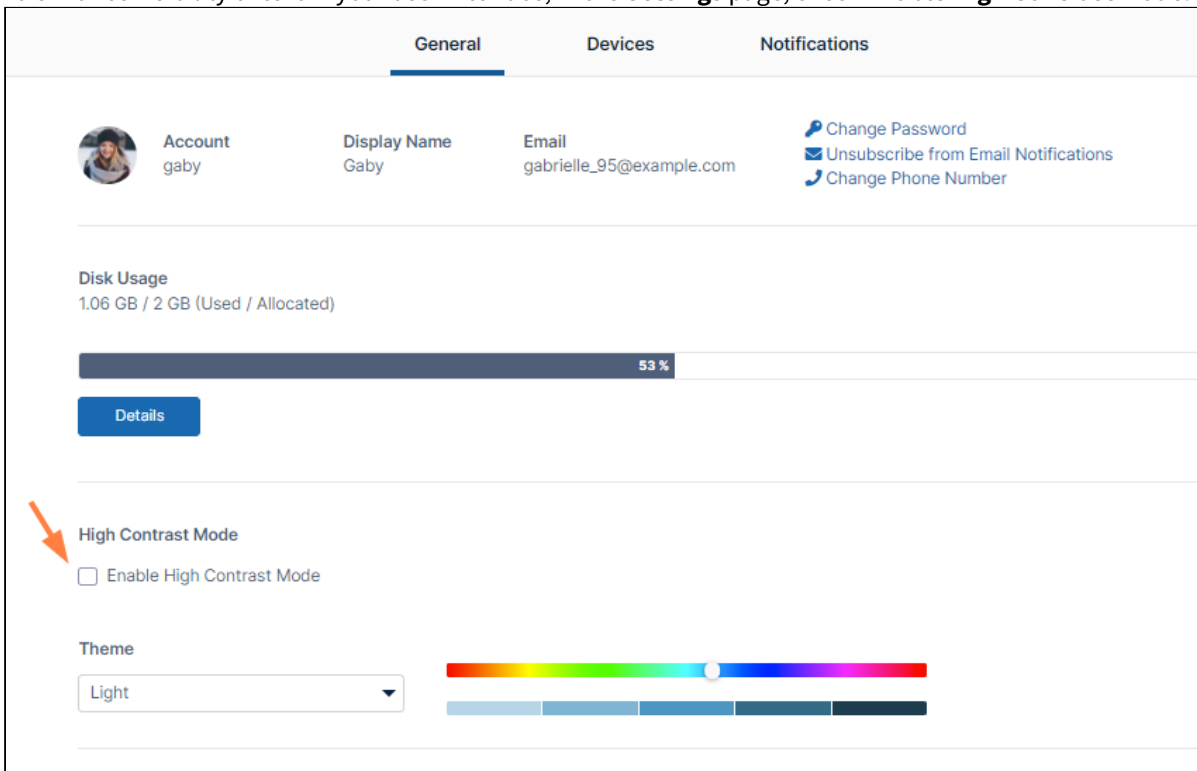 General Devices Notifications
Account Display Name Email Change Password
gaby Gaby gabrielle_95@example.com Unsubscribe from Email Notifications
Change Phone Number
Disk Usage
1.06 GB / 2 GB (Used / Allocated)
53 %
Details
High Contrast Mode
Enable High Contrast Mode
Theme
Light